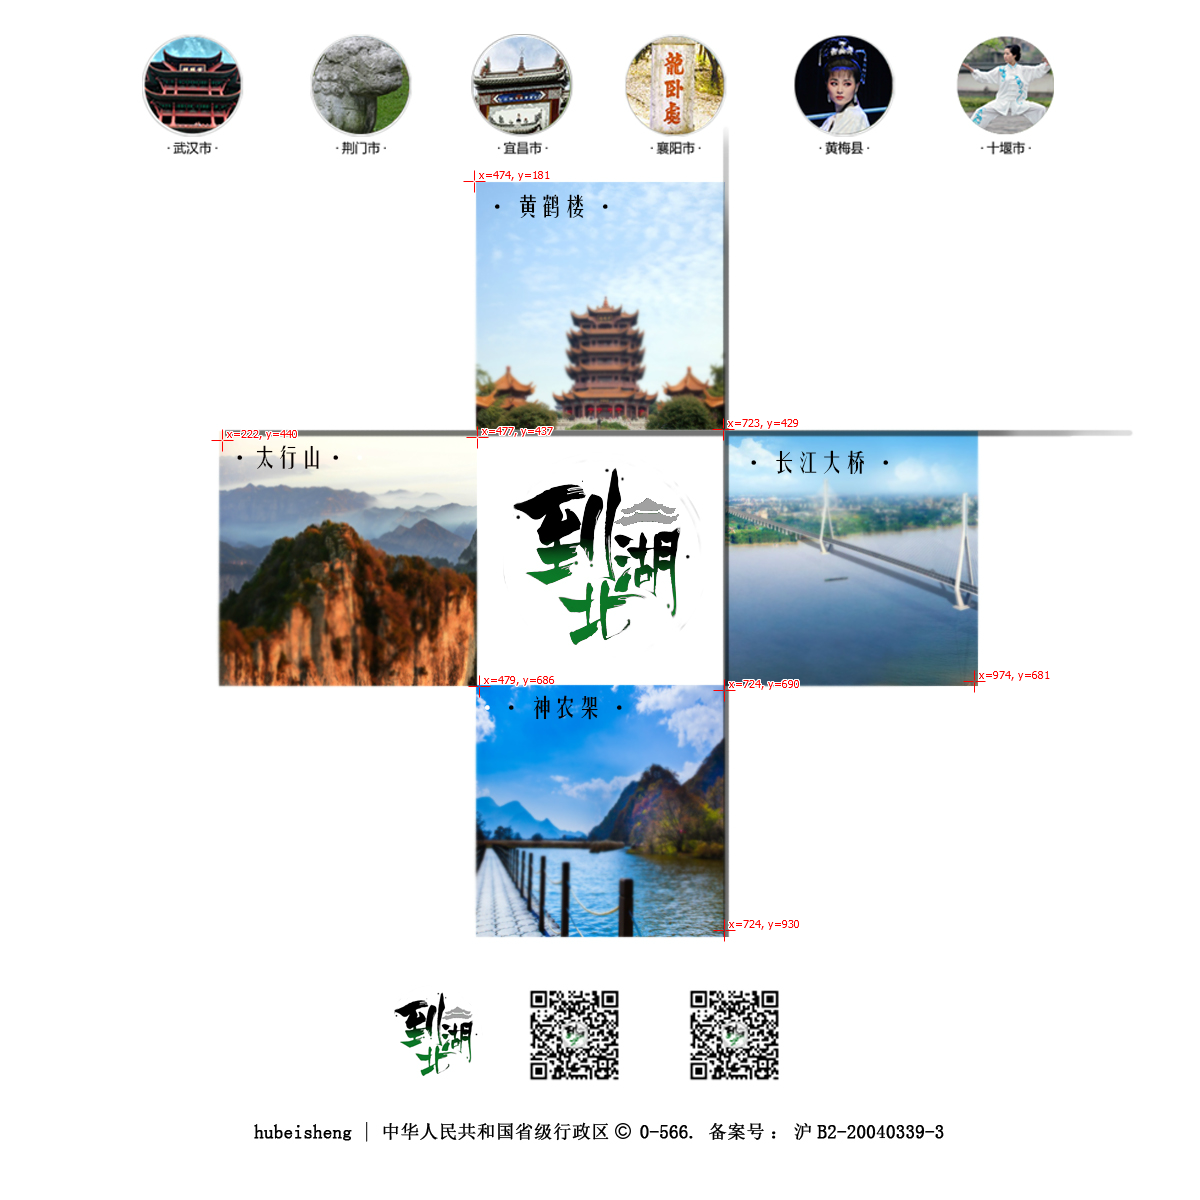 龍卧處
·武汉市·
·荆门市·
·宜昌市·
·襄阳市·
·黄梅县·
·十堰市·
x=474, y=181
· 黄鹤楼 ·
x=723, y=429
x=222, y=440
x=477, y=437
· 太行山 ·
· 长江大桥 ·
到湖北
x=479, y=686
x=724, y=690
x=974, y=681
· 神农架 ·
x=724, y=930
到湖北
hubeisheng | 中华人民共和国省级行政区© 0-566. 备案号： 沪B2-20040339-3